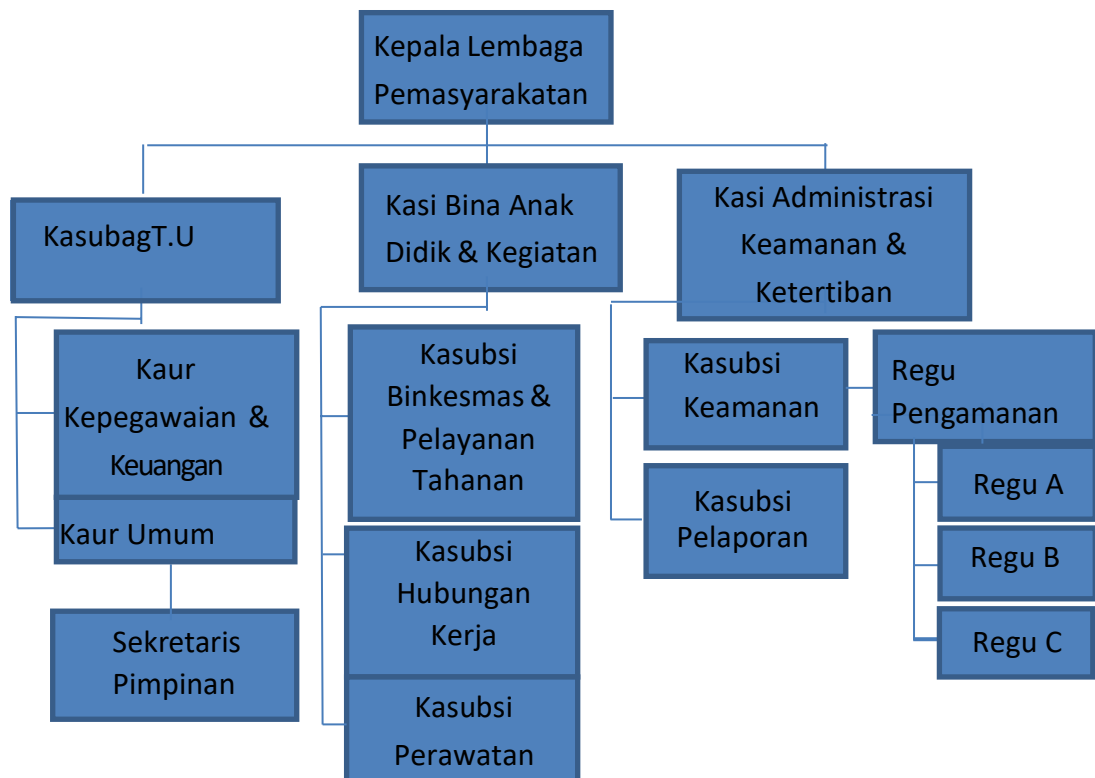 Kepala Lembaga
Pemasyarakatan
KasubagT.U
Kasi Bina Anak
Didik & Kegiatan
Kasi Administrasi
Keamanan &
Ketertiban
Kaur
Kepegawaian &
Keuangan
Kaur Umum
Sekretaris
Pimpinan
Kasubsi
Binkesmas &
Pelayanan
Tahanan
Kasubsi
Hubungan
Kerja
Kasubsi
Perawatan
Kasubsi
Keamanan
Kasubsi
Pelaporan
Regu
Pengamanan
Regu A
Regu B
Regu C